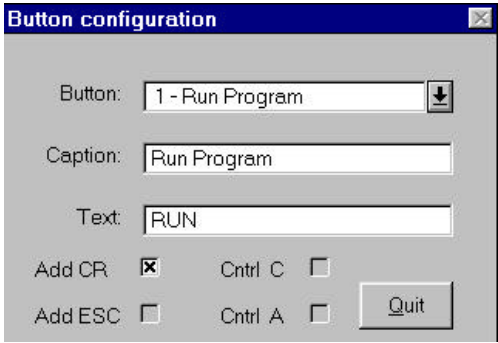 Button configuration
Button: 1 - Run Program
Caption: Run Program
Text: RUN
Add CR Cntrl C
Add ESC Cntrl A Quit